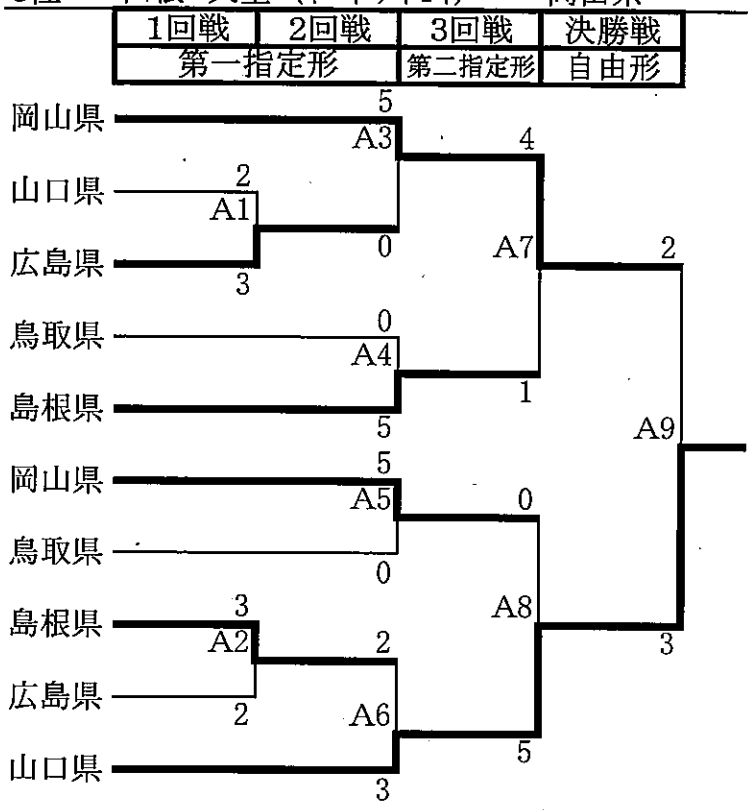 1回戦 2回戦 3回戦 決勝戦
第一指定形 第二指定形 自由形
岡山県 5
A3 4
山口県 2
A1
広島県 3 0 A7 2
鳥取県 0
A4
島根県 5 1 A9
岡山県 5
A5 0
鳥取県 0
島根県 3 A8
A2 2 3
広島県 2 A6
山口県 3 5